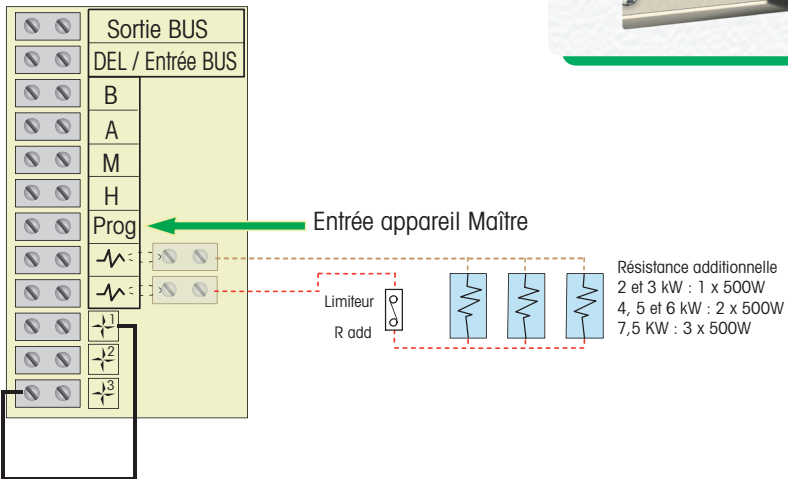 Sortie BUS
DEL / Entrée BUS
B
A
M
H
Prog
Entrée appareil Maître
1
2
3
Limiteur
R add
Résistance additionnelle
2 et 3 kW : 1 x 500W
4, 5 et 6 kW : 2 x 500W
7,5 KW : 3 x 500W